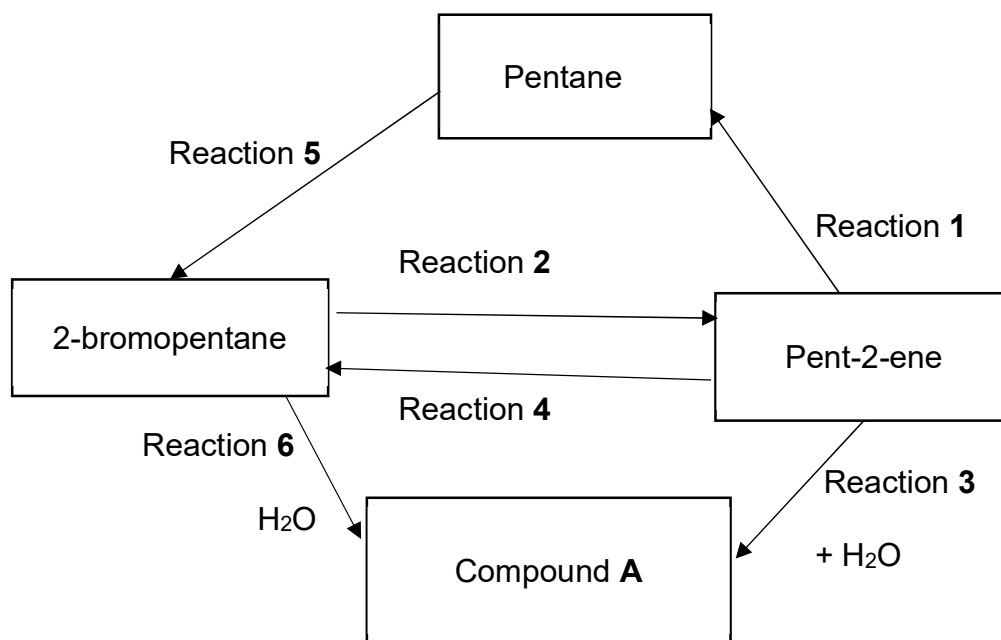 Pentane
Reaction 5
Reaction 1
Reaction 2
2-bromopentane
Pent-2-ene
Reaction 4
Reaction 6
Reaction 3
H₂O
+ H₂O
Compound A